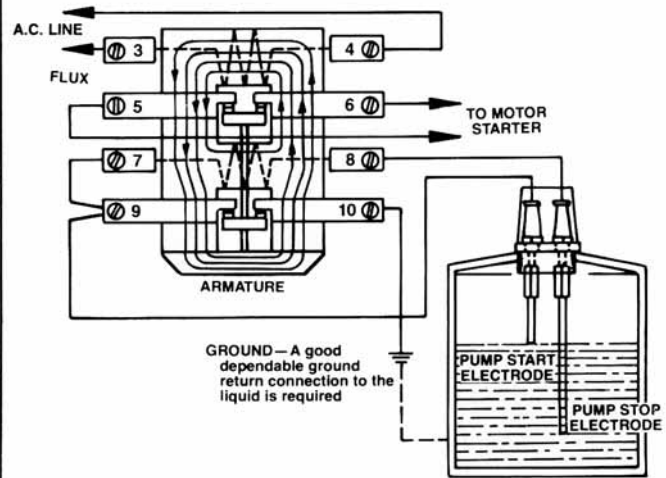 A.C. LINE
3
4
FLUX
5
6
TO MOTOR
STARTER
7
8
9
10
ARMATURE
GROUND—A good
dependable ground
return connection to the
liquid is required
PUMP START
ELECTRODE
PUMP STOP
ELECTRODE